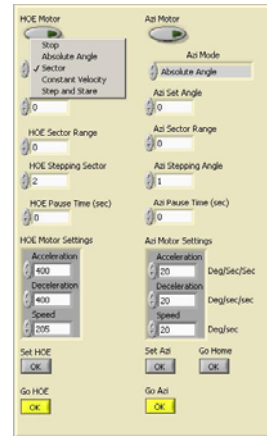 HOE Motor
Stop
Absolute Angle
✓ Sector
Constant Velocity
Step and Stare
0
HOE Sector Range
0
HOE Stepping Sector
2
HOE Pause Time (sec)
0
HOE Motor Settings
Acceleration
400
Deceleration
400
Speed
205
Set HOE
OK
Go HOE
OK
Azi Motor
Azi Mode
Absolute Angle
Azi Set Angle
0
Azi Sector Range
0
Azi Stepping Angle
1
Azi Pause Time (sec)
0
Azi Motor Settings
Acceleration
20 Deg/Sec/Sec
Deceleration
20 Deg/sec/sec
Speed
20 Deg/sec
Set Azi Go Home
OK OK
Go Azi
OK